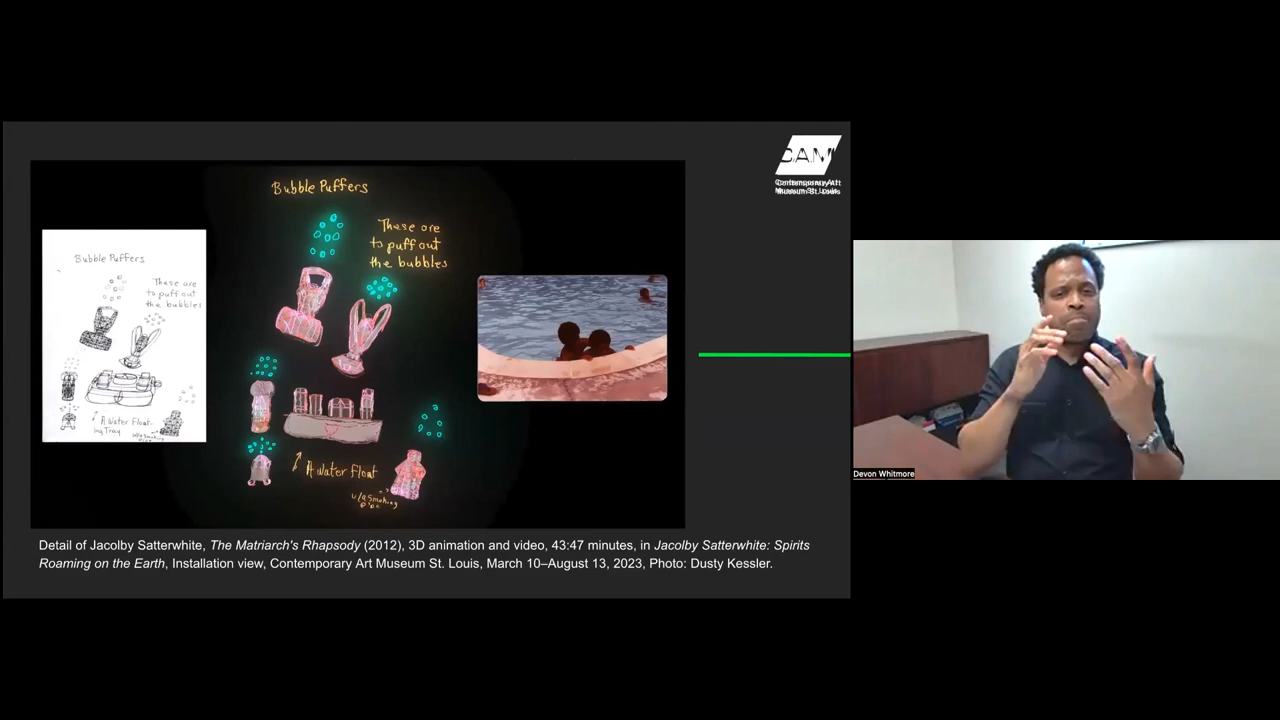 CAM
Contemporary Art
Museum St. Louis
Bubble Puffers
These are
to puff out
the bubbles
A Water Float
ing Tray
Bubble Puffers
These are
to puff out
the bubbles
A Water Float
w/a Smoking
Devon Whitmore
Detail of Jacolby Satterwhite, The Matriarch's Rhapsody (2012), 3D animation and video, 43:47 minutes, in Jacolby Satterwhite: Spirits
Roaming on the Earth, Installation view, Contemporary Art Museum St. Louis, March 10–August 13, 2023, Photo: Dusty Kessler.